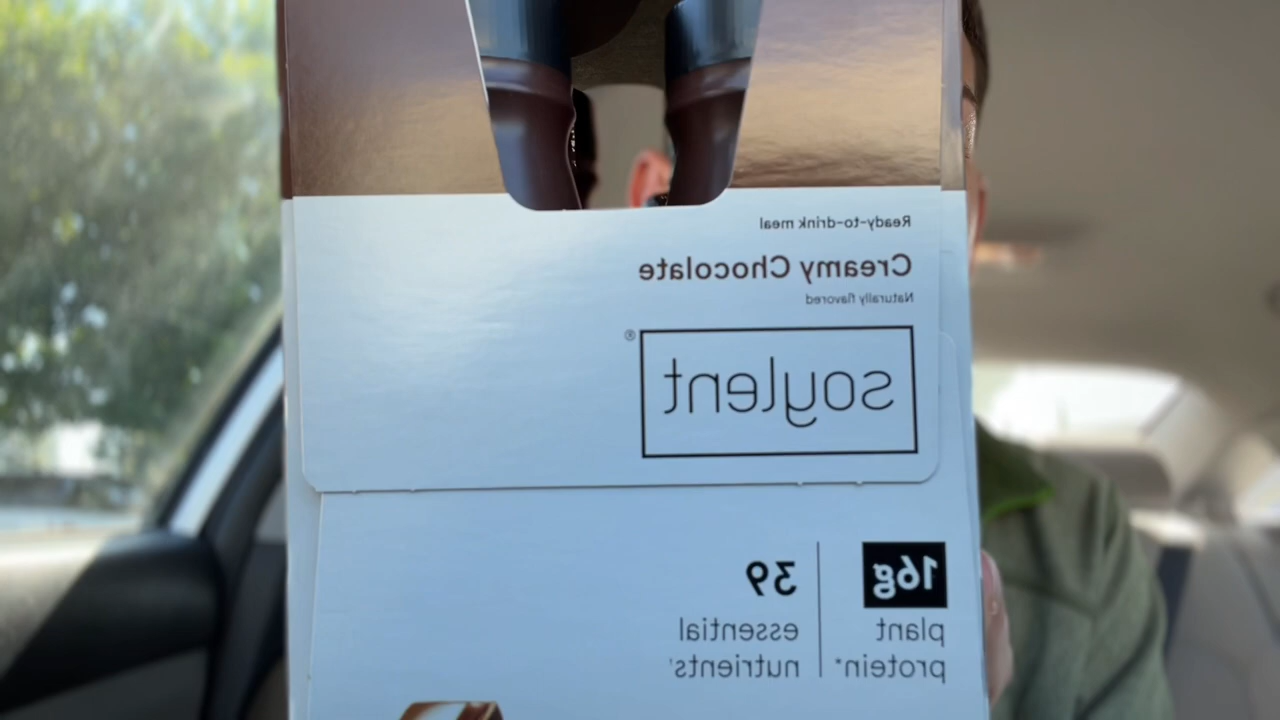 Ready-to-drink meal
Creamy Chocolate
Naturally flavored
soylent®
16g
plant
protein*
39
essential
nutrients†